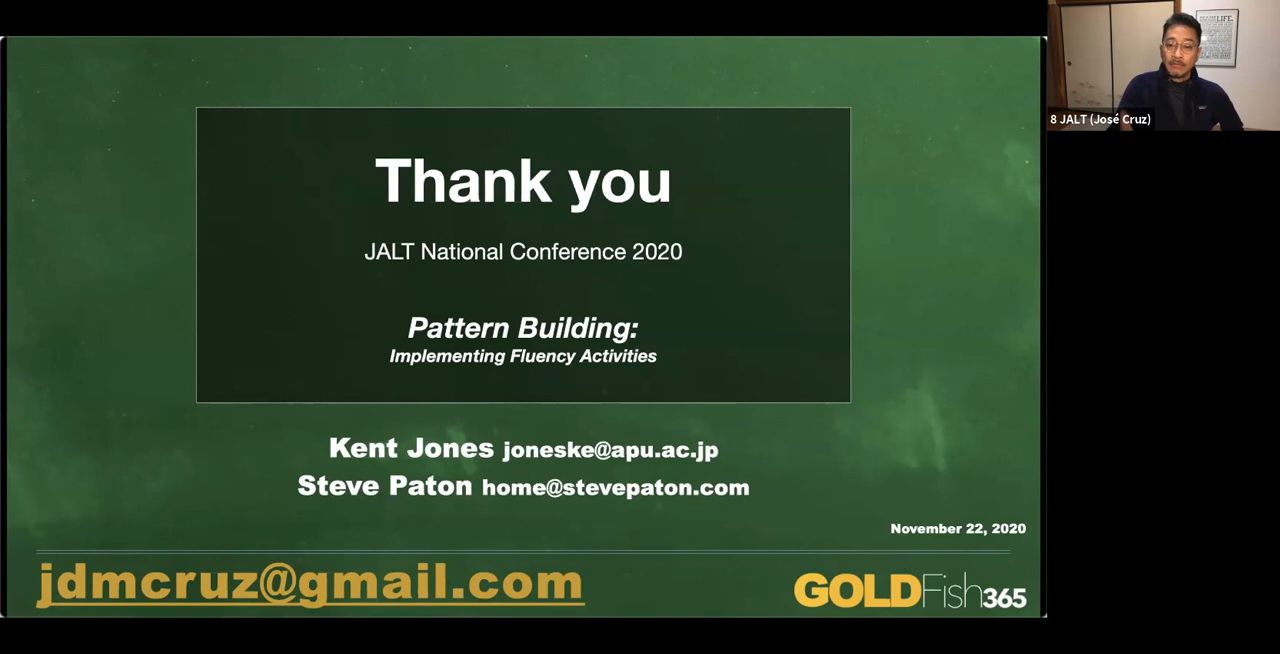 Thank you
JALT National Conference 2020
Pattern Building:
Implementing Fluency Activities
Kent Jones joneske@apu.ac.jp
Steve Paton home@stevepaton.com
November 22, 2020
jdmcruz@gmail.com
GOLDFish365
LIFE.
8 JALT (José Cruz)